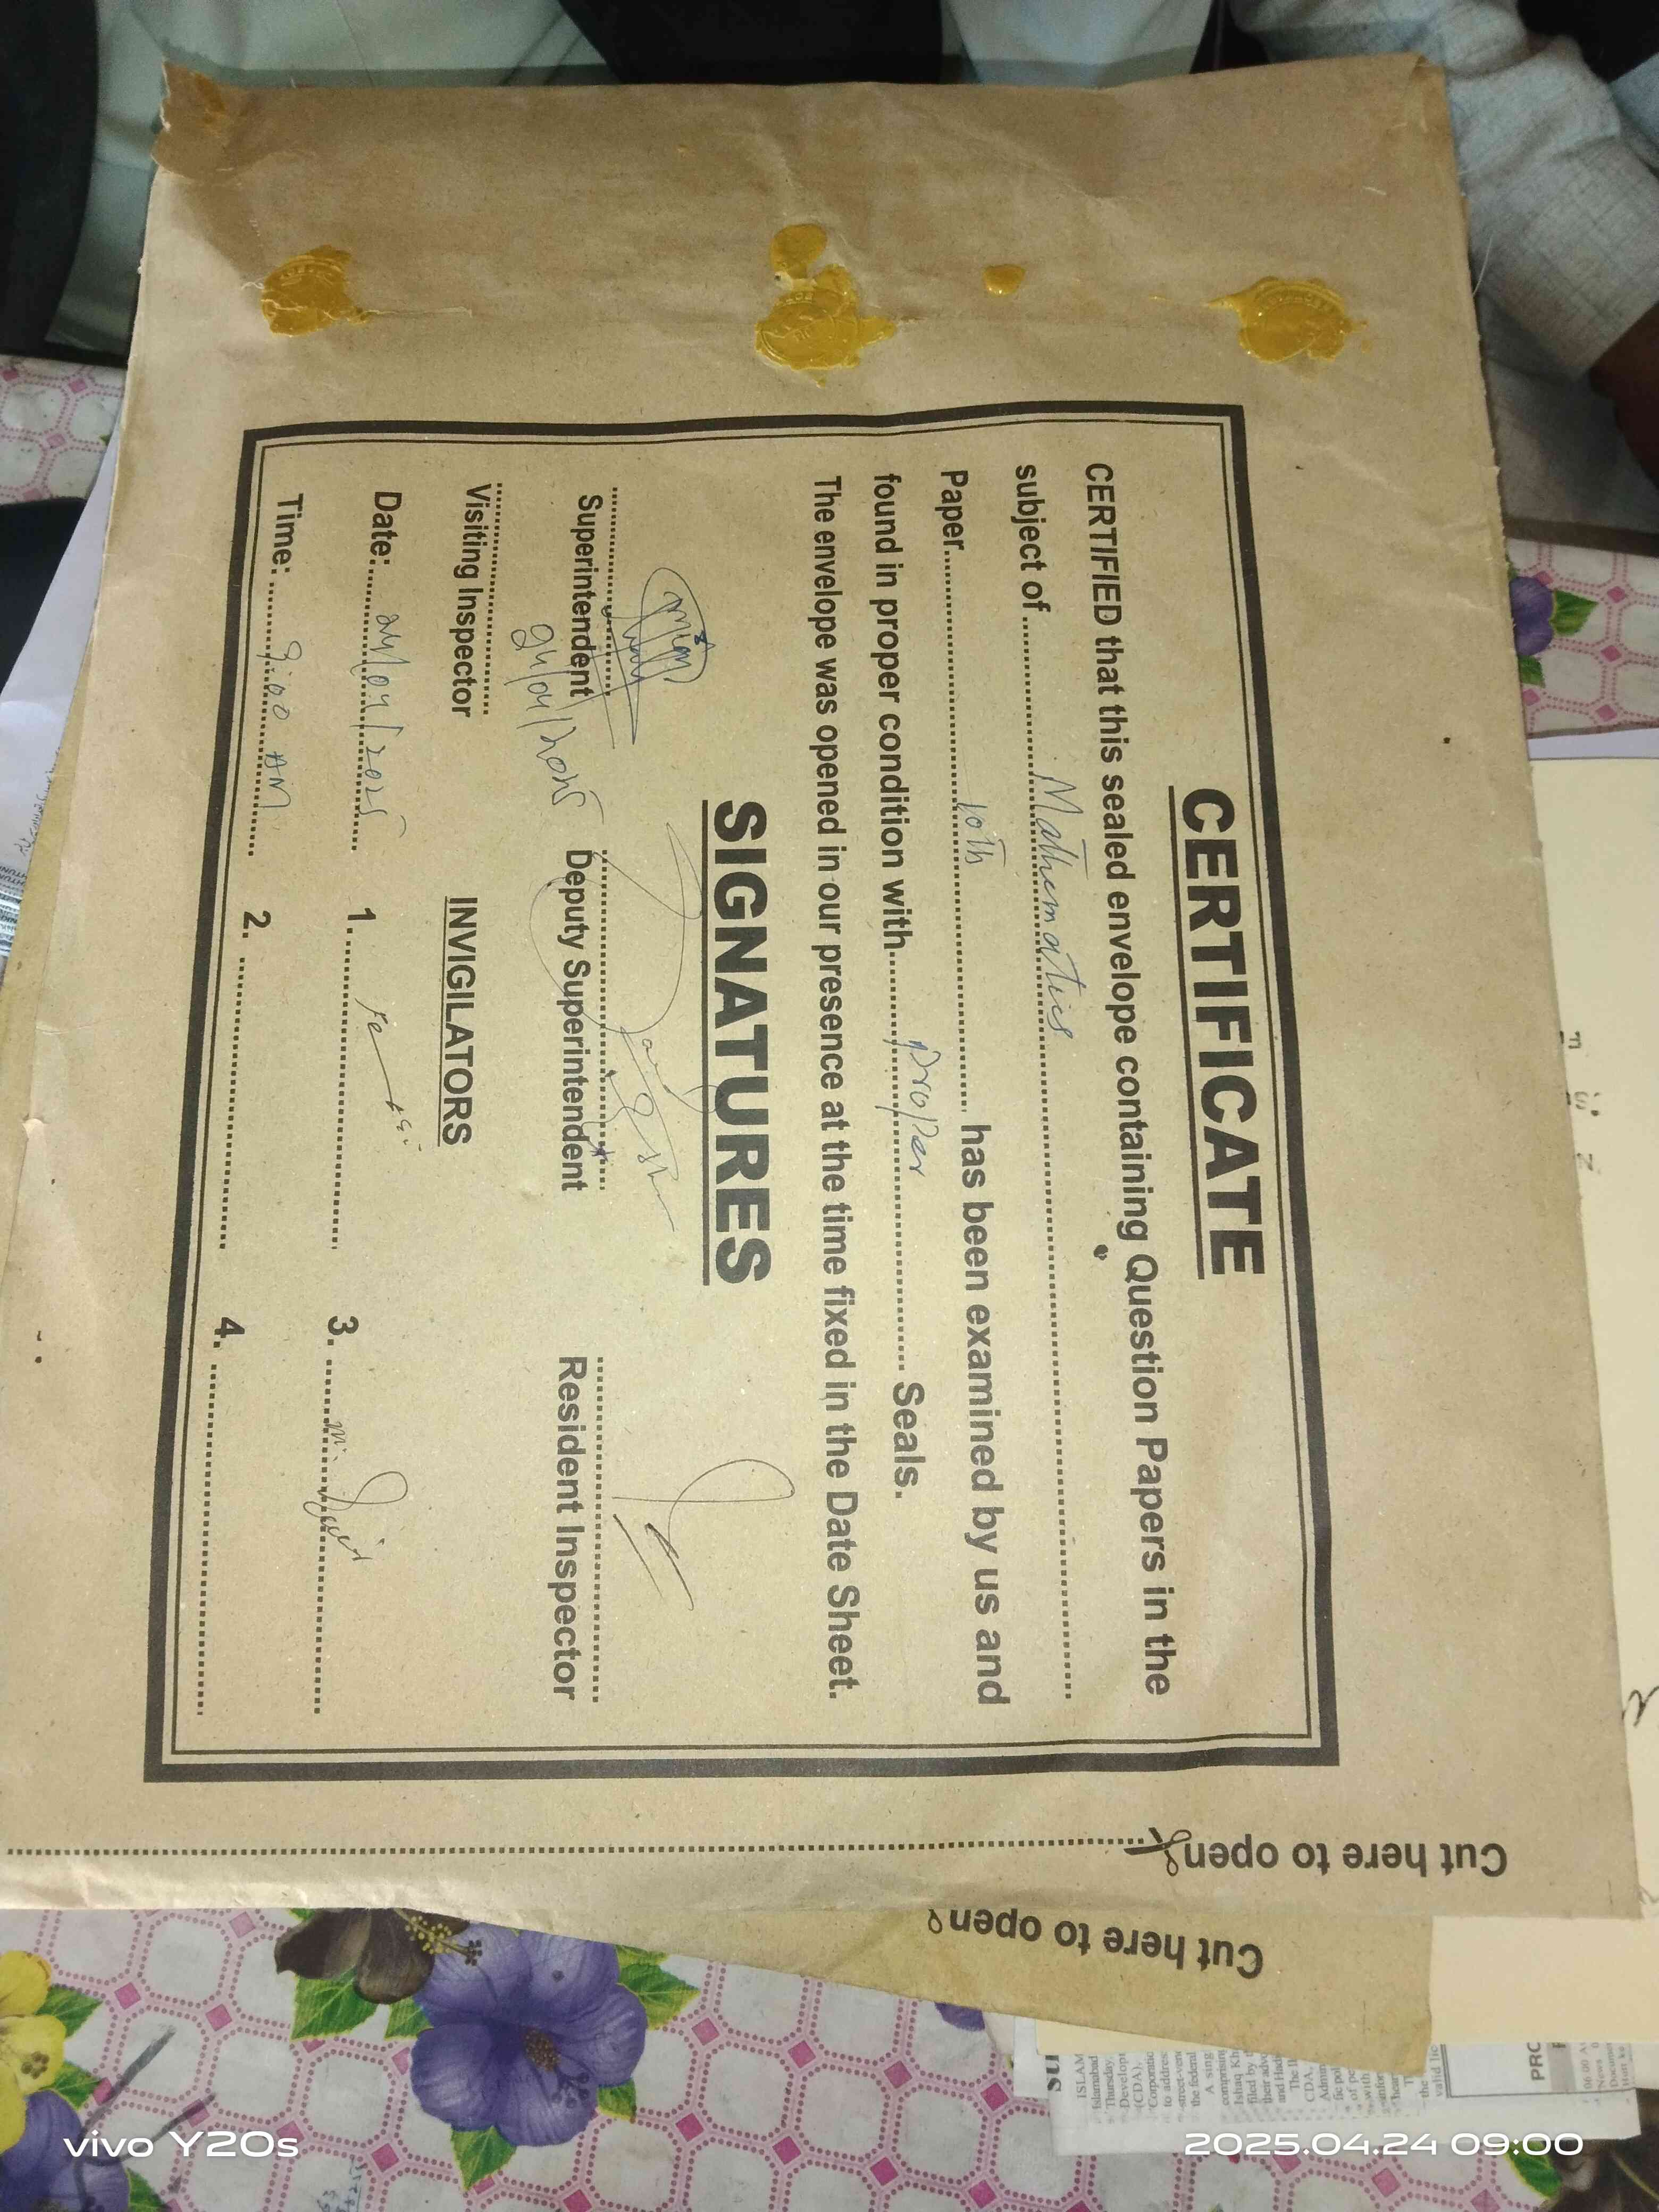 CERTIFICATE
CERTIFIED that this sealed envelope containing Question Papers in the
subject of Mathematics
Paper 10th has been examined by us and
found in proper condition with proper Seals.
The envelope was opened in our presence at the time fixed in the Date Sheet.
SIGNATURES
Superintendent Deputy Superintendent Resident Inspector
24/04/2025
Visiting Inspector
INVIGILATORS
Date: 24/04/2025 1. 3.
Time: 9:00 AM 2. 4.
Cut here to open
Cut here to open
vivo Y20s
2025.04.24 09:00